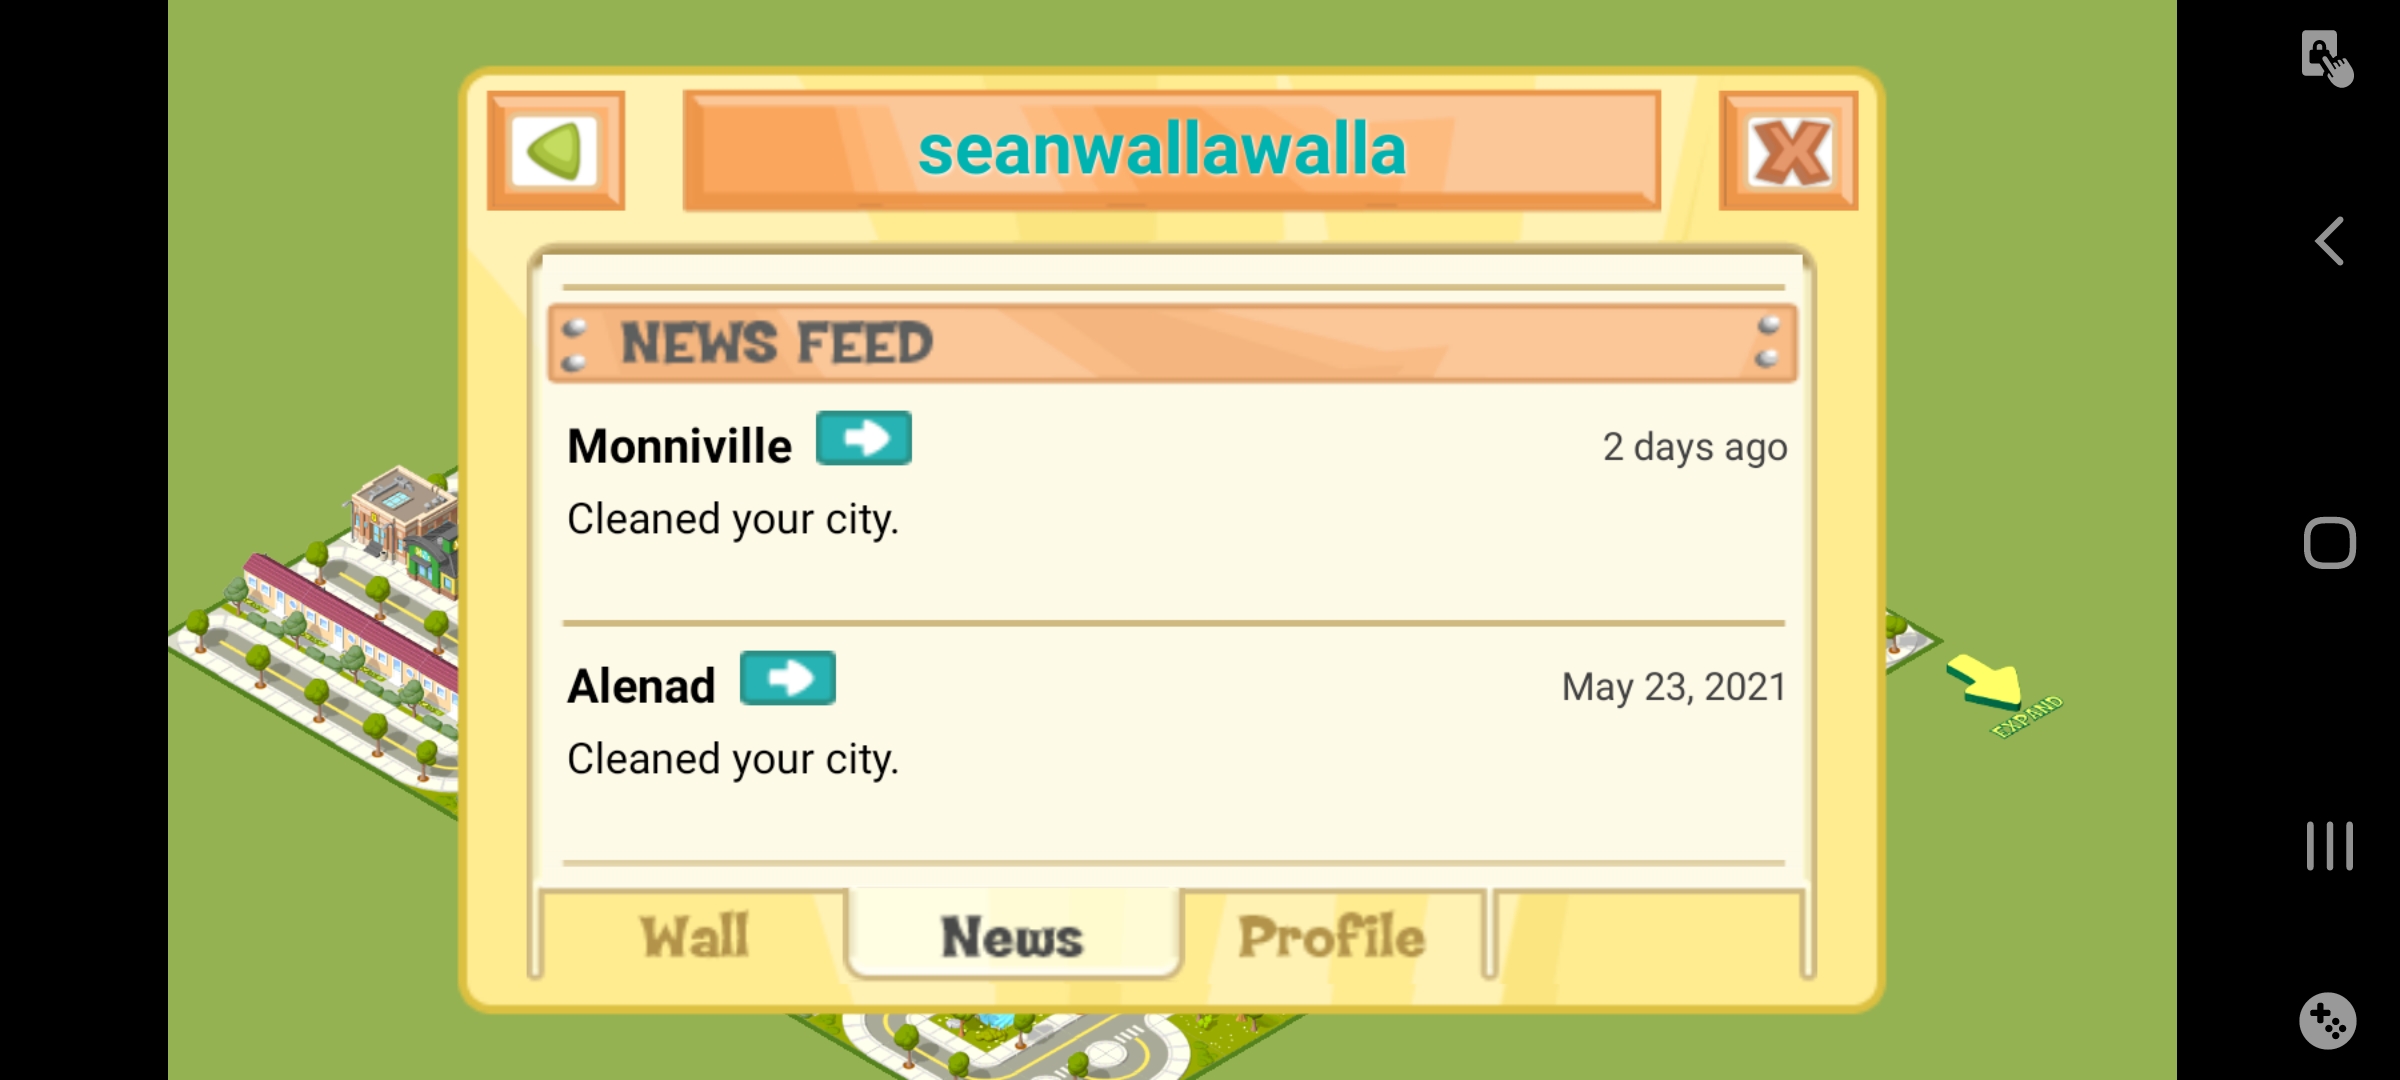 seanwallawalla
NEWS FEED
Monniville
2 days ago
Cleaned your city.
Alenad
May 23, 2021
Cleaned your city.
EXPAND
Wall
News
Profile